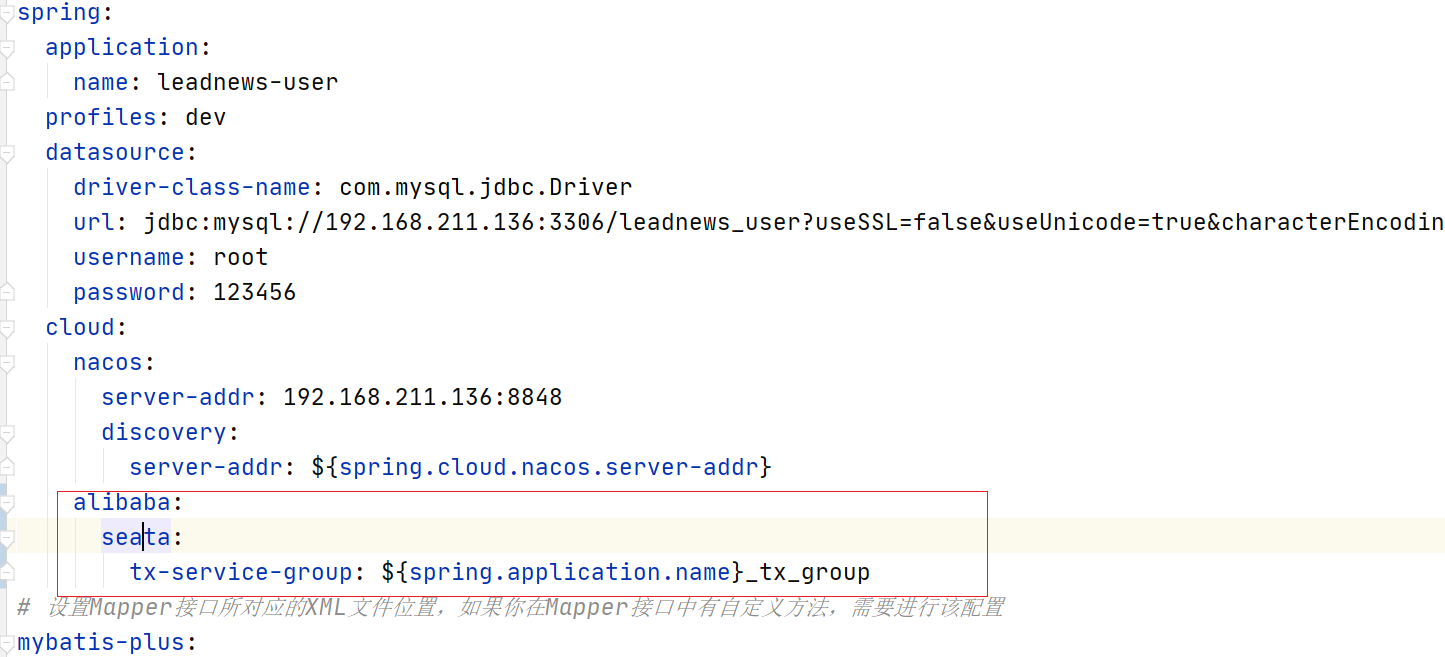 spring:
  application:
    name: leadnews-user
  profiles: dev
  datasource:
    driver-class-name: com.mysql.jdbc.Driver
    url: jdbc:mysql://192.168.211.136:3306/leadnews_user?useSSL=false&useUnicode=true&characterEncodin
    username: root
    password: 123456
  cloud:
    nacos:
      server-addr: 192.168.211.136:8848
      discovery:
        server-addr: ${spring.cloud.nacos.server-addr}
    alibaba:
      seata:
        tx-service-group: ${spring.application.name}_tx_group
# 设置Mapper接口所对应的XML文件位置，如果你在Mapper接口中有自定义方法，需要进行该配置
mybatis-plus: